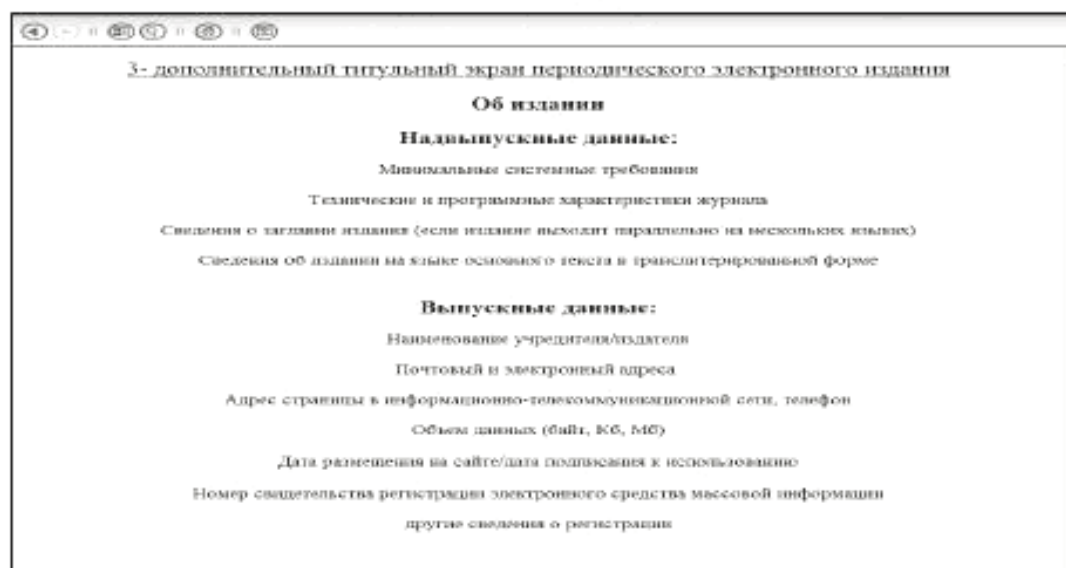 3- дополнительный титульный экран периодического электронного издания
Об издании
Надвыпускные данные:
Минимальные системные требования
Технические и программные характеристики журнала
Сведения о заглавии издания (если издание выходит параллельно на нескольких языках)
Сведения об издании на языке основного текста в транслитерированной форме
Выпускные данные:
Наименование учредителя/издателя
Почтовый и электронный адреса
Адрес страницы в информационно-телекоммуникационной сети, телефон
Объем данных (байт, Кб, Мб)
Дата размещения на сайте/дата подписания к использованию
Номер свидетельства регистрации электронного средства массовой информации
другие сведения о регистрации